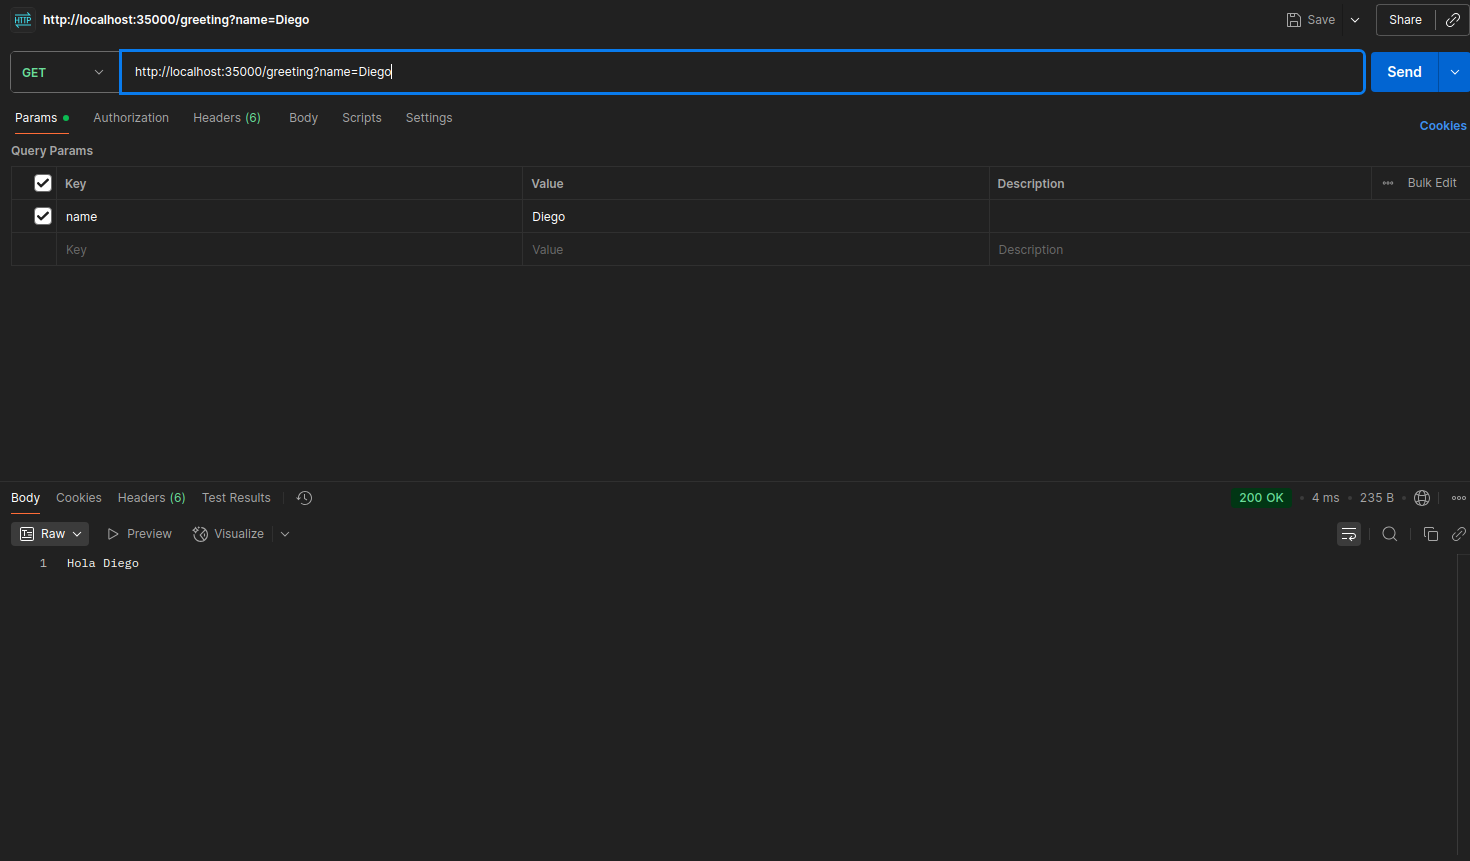 HTTP http://localhost:35000/greeting?name=Diego Save Share
GET http://localhost:35000/greeting?name=Diego Send
Params Authorization Headers (6) Body Scripts Settings Cookies
Query Params
Key Value Description Bulk Edit
name Diego
Key Value Description
Body Cookies Headers (6) Test Results 200 OK • 4 ms • 235 B •
Raw Preview Visualize
1 Hola Diego